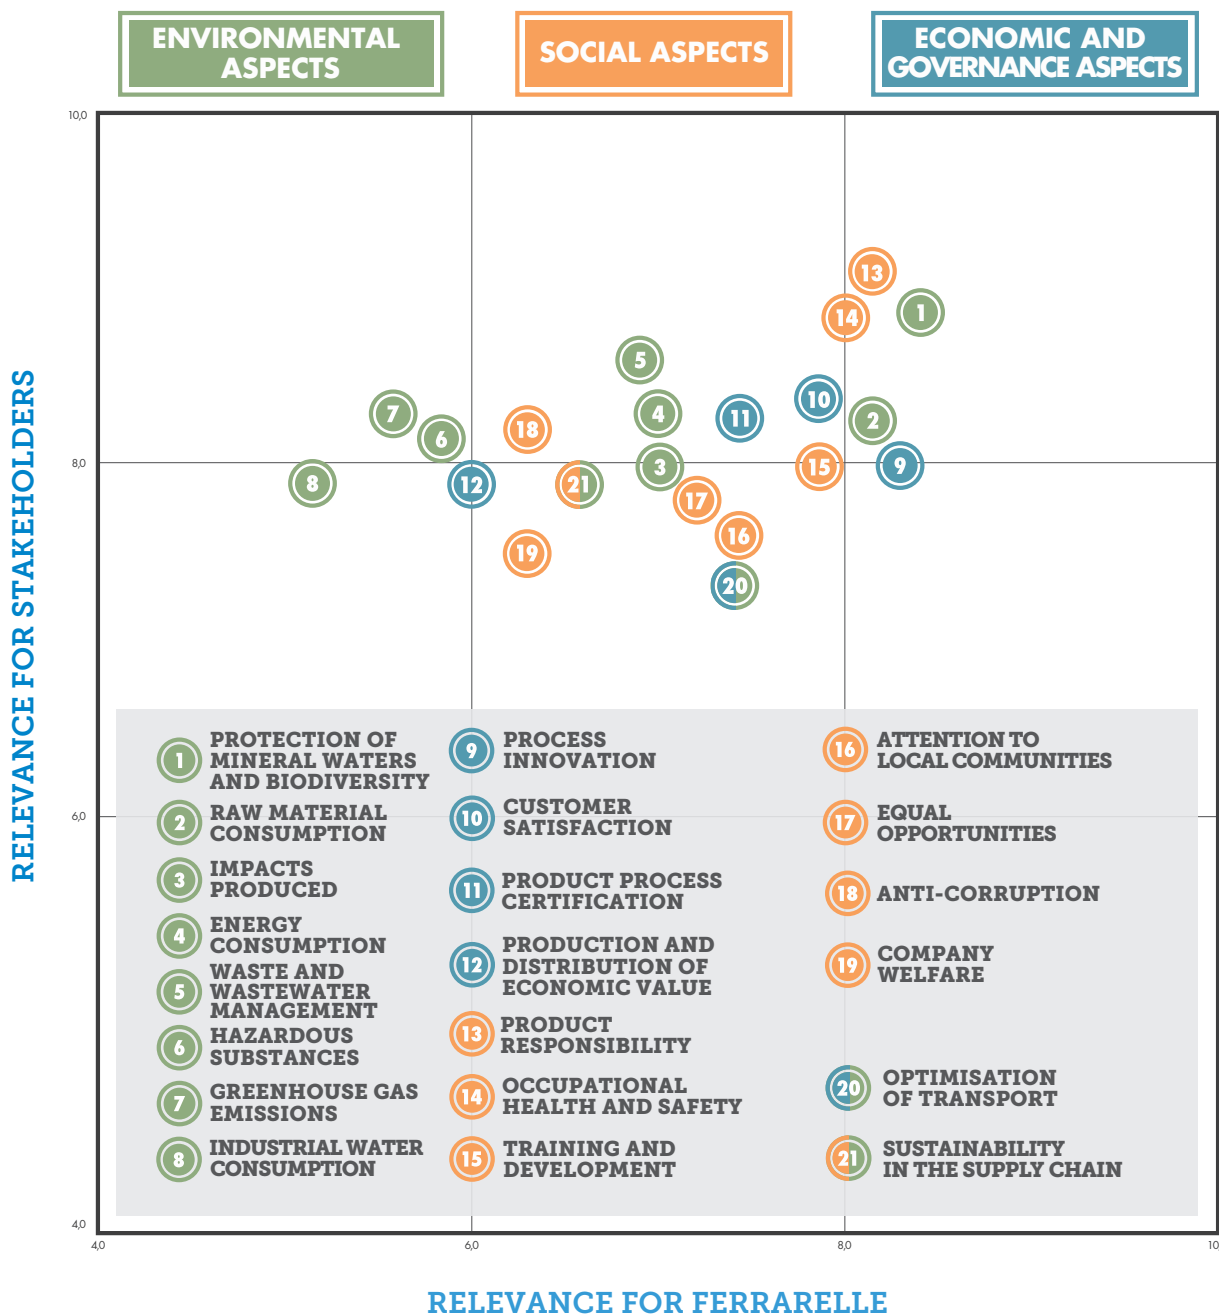 ENVIRONMENTAL
ASPECTS
SOCIAL ASPECTS
ECONOMIC AND
GOVERNANCE ASPECTS
10,0
13
1
14
5
10
7
4
11
2
18
6
8,0
3
15
9
8
12
21
17
16
19
20
RELEVANCE FOR STAKEHOLDERS
6,0
4,0
1
PROTECTION OF
MINERAL WATERS
AND BIODIVERSITY
2
RAW MATERIAL
CONSUMPTION
3
IMPACTS
PRODUCED
4
ENERGY
CONSUMPTION
5
WASTE AND
WASTEWATER
MANAGEMENT
6
HAZARDOUS
SUBSTANCES
7
GREENHOUSE GAS
EMISSIONS
8
INDUSTRIAL WATER
CONSUMPTION
9
PROCESS
INNOVATION
10
CUSTOMER
SATISFACTION
11
PRODUCT PROCESS
CERTIFICATION
12
PRODUCTION AND
DISTRIBUTION OF
ECONOMIC VALUE
13
PRODUCT
RESPONSIBILITY
14
OCCUPATIONAL
HEALTH AND SAFETY
15
TRAINING AND
DEVELOPMENT
16
ATTENTION TO
LOCAL COMMUNITIES
17
EQUAL
OPPORTUNITIES
18
ANTI-CORRUPTION
19
COMPANY
WELFARE
20
OPTIMISATION
OF TRANSPORT
21
SUSTAINABILITY
IN THE SUPPLY CHAIN
4,0
6,0
8,0
10
RELEVANCE FOR FERRARELLE